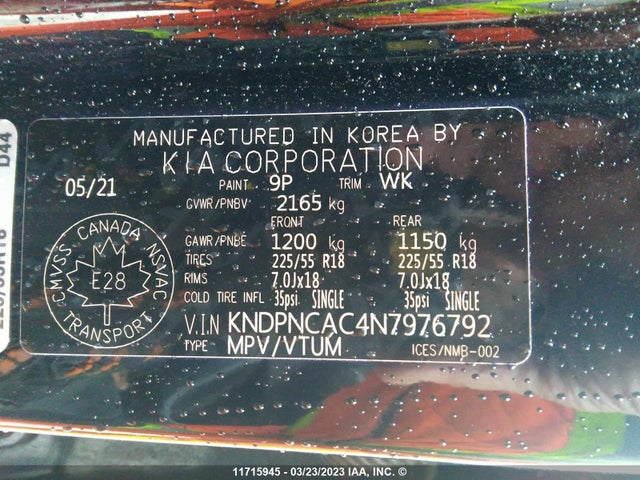 MANUFACTURED IN KOREA BY
KIA CORPORATION
05/21 PAINT 9P TRIM WK
GVWR/PNBV 2165 kg
FRONT REAR
GAWR/PNBE 1200 kg 1150 kg
TIRES 225/55 R18 225/55 R18
RIMS 7.0Jx18 7.0Jx18
COLD TIRE INFL 35psi SINGLE 35psi SINGLE
V.I.N KNDPNCAC4N7976792
TYPE MPV/VTUM ICES/NMB-002
CMVSS CANADA NSVAC
E28
TRANSPORT
D44
11715945 - 03/23/2023 IAA, INC. ©